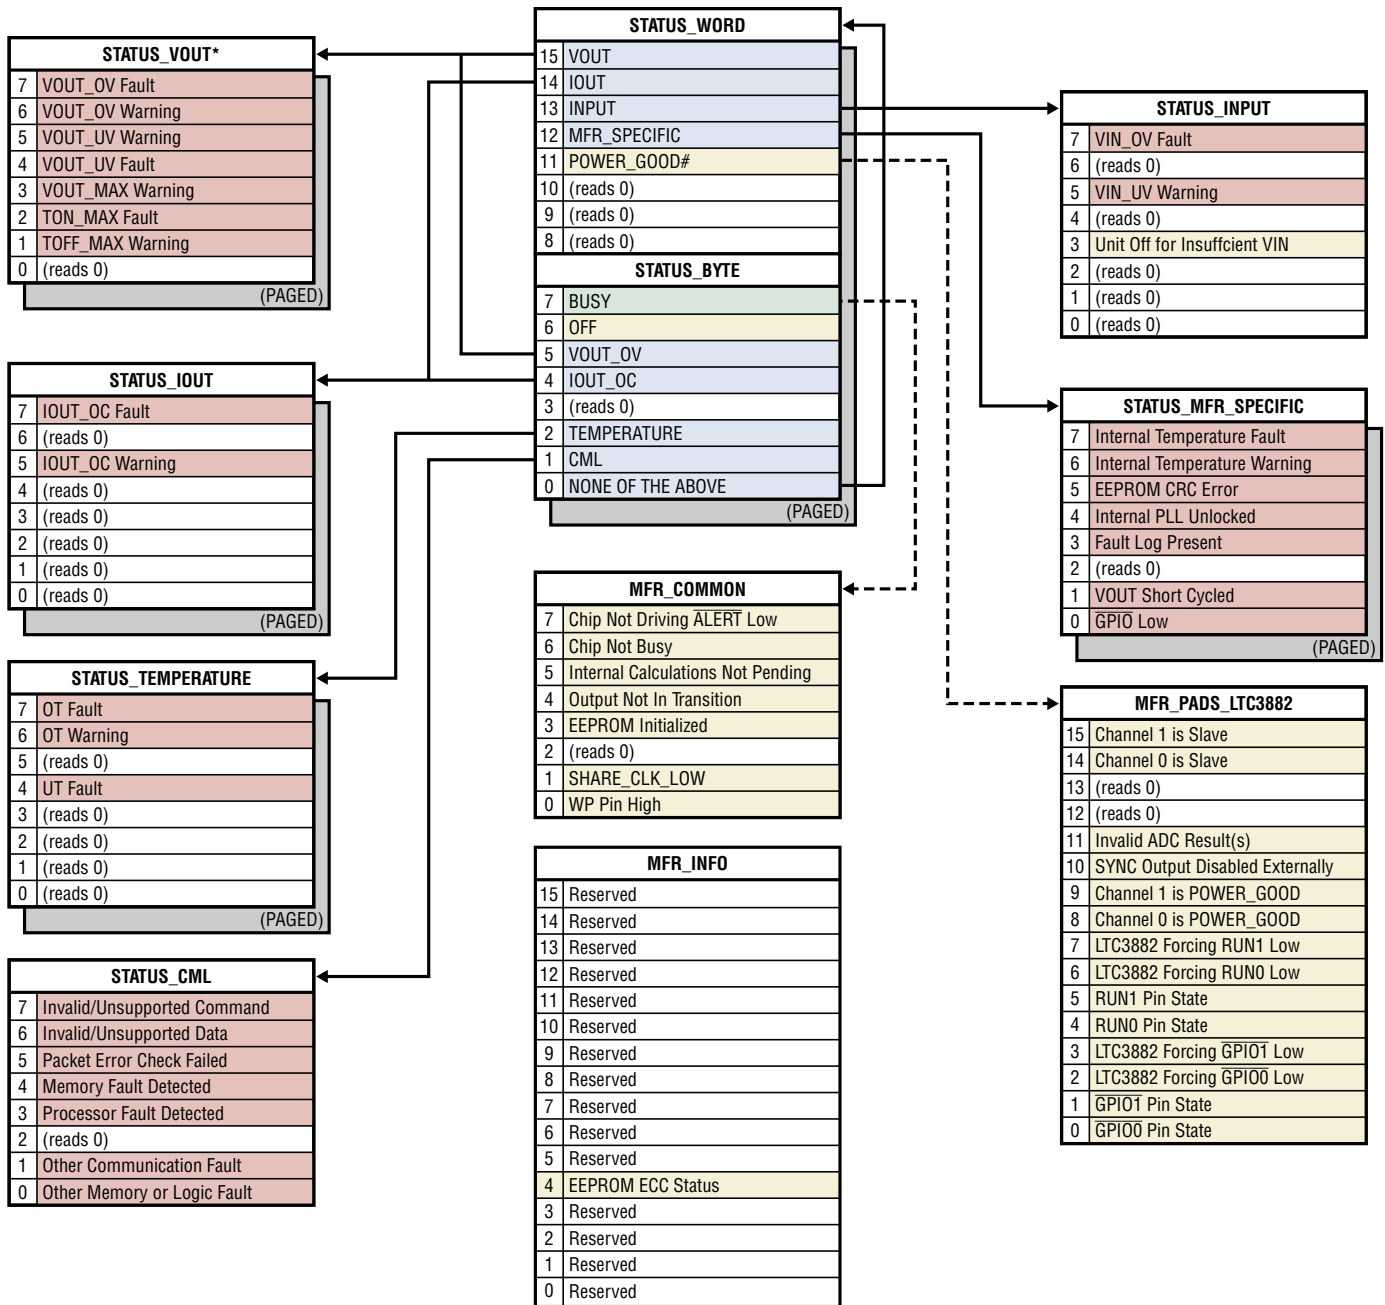 STATUS_WORD
15 VOUT
14 IOUT
13 INPUT
12 MFR_SPECIFIC
11 POWER_GOOD#
10 (reads 0)
9 (reads 0)
8 (reads 0)
STATUS_BYTE
7 BUSY
6 OFF
5 VOUT_OV
4 IOUT_OC
3 (reads 0)
2 TEMPERATURE
1 CML
0 NONE OF THE ABOVE
(PAGED)
STATUS_VOUT*
7 VOUT_OV Fault
6 VOUT_OV Warning
5 VOUT_UV Warning
4 VOUT_UV Fault
3 VOUT_MAX Warning
2 TON_MAX Fault
1 TOFF_MAX Warning
0 (reads 0)
(PAGED)
STATUS_IOUT
7 IOUT_OC Fault
6 (reads 0)
5 IOUT_OC Warning
4 (reads 0)
3 (reads 0)
2 (reads 0)
1 (reads 0)
0 (reads 0)
(PAGED)
STATUS_TEMPERATURE
7 OT Fault
6 OT Warning
5 (reads 0)
4 UT Fault
3 (reads 0)
2 (reads 0)
1 (reads 0)
0 (reads 0)
(PAGED)
STATUS_CML
7 Invalid/Unsupported Command
6 Invalid/Unsupported Data
5 Packet Error Check Failed
4 Memory Fault Detected
3 Processor Fault Detected
2 (reads 0)
1 Other Communication Fault
0 Other Memory or Logic Fault
MFR_COMMON
7 Chip Not Driving ALERT Low
6 Chip Not Busy
5 Internal Calculations Not Pending
4 Output Not In Transition
3 EEPROM Initialized
2 (reads 0)
1 SHARE_CLK_LOW
0 WP Pin High
MFR_INFO
15 Reserved
14 Reserved
13 Reserved
12 Reserved
11 Reserved
10 Reserved
9 Reserved
8 Reserved
7 Reserved
6 Reserved
5 Reserved
4 EEPROM ECC Status
3 Reserved
2 Reserved
1 Reserved
0 Reserved
STATUS_INPUT
7 VIN_OV Fault
6 (reads 0)
5 VIN_UV Warning
4 (reads 0)
3 Unit Off for Insuffcient VIN
2 (reads 0)
1 (reads 0)
0 (reads 0)
STATUS_MFR_SPECIFIC
7 Internal Temperature Fault
6 Internal Temperature Warning
5 EEPROM CRC Error
4 Internal PLL Unlocked
3 Fault Log Present
2 (reads 0)
1 VOUT Short Cycled
0 GPIO Low
(PAGED)
MFR_PADS_LTC3882
15 Channel 1 is Slave
14 Channel 0 is Slave
13 (reads 0)
12 (reads 0)
11 Invalid ADC Result(s)
10 SYNC Output Disabled Externally
9 Channel 1 is POWER_GOOD
8 Channel 0 is POWER_GOOD
7 LTC3882 Forcing RUN1 Low
6 LTC3882 Forcing RUN0 Low
5 RUN1 Pin State
4 RUN0 Pin State
3 LTC3882 Forcing GPIO1 Low
2 LTC3882 Forcing GPIO0 Low
1 GPIO1 Pin State
0 GPIO0 Pin State